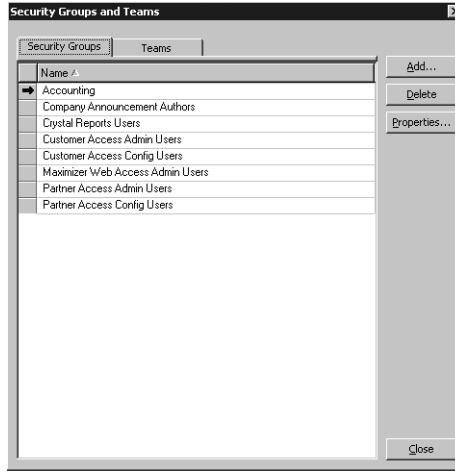 Security Groups and Teams
Security Groups
Teams
Name
Accounting
Company Announcement Authors
Crystal Reports Users
Customer Access Admin Users
Customer Access Config Users
Maximizer Web Access Admin Users
Partner Access Admin Users
Partner Access Config Users
Add...
Delete
Properties...
Close